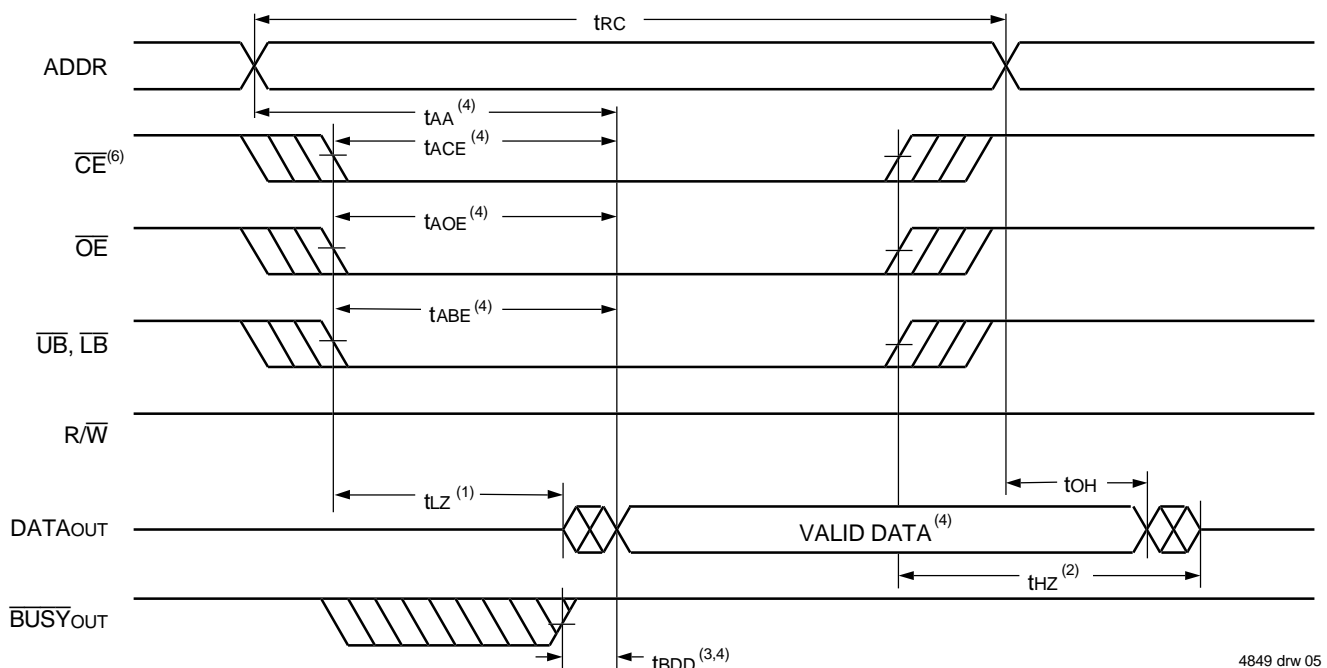 tRC
ADDR
tAA (4)
CE(6)
tACE (4)
OE
tAOE (4)
UB, LB
tABE (4)
R/W
tLZ (1)
tOH
DATAOUT
VALID DATA(4)
tHZ (2)
BUSYOUT
tBDD (3,4)
4849 drw 05